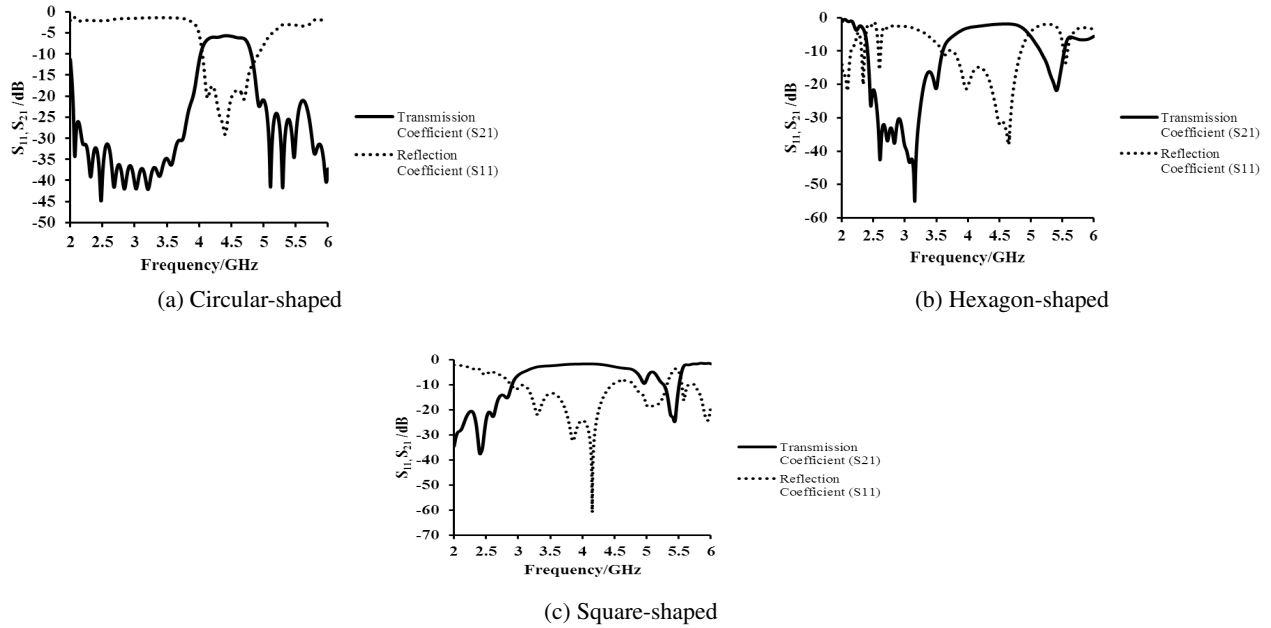 0
-5
-10
-15
-20
-25
-30
-35
-40
-45
-50
S11, S21 /dB
2 2.5 3 3.5 4 4.5 5 5.5 6
Frequency/GHz
Transmission
Coefficient (S21)
Reflection
Coefficient (S11)
(a) Circular-shaped
0
-10
-20
-30
-40
-50
-60
S11, S21 /dB
2 2.5 3 3.5 4 4.5 5 5.5 6
Frequency/GHz
Transmission
Coefficient (S21)
Reflection
Coefficient (S11)
(b) Hexagon-shaped
0
-10
-20
-30
-40
-50
-60
-70
S11, S21 /dB
2 2.5 3 3.5 4 4.5 5 5.5 6
Frequency/GHz
Transmission
Coefficient (S21)
Reflection
Coefficient (S11)
(c) Square-shaped